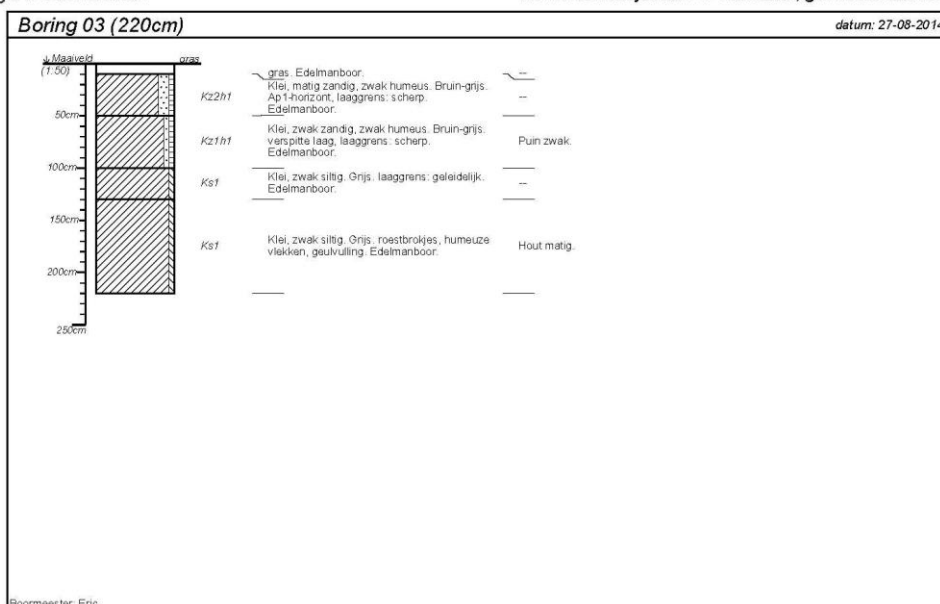 Boring 03 (220cm)
datum: 27-08-2014
↓ Maaiveld
gras
(1:50)
gras. Edelmanboor.
--
Kz2h1
Klei, matig zandig, zwak humeus. Bruin-grijs.
Ap1-horizont, laaggrens: scherp.
Edelmanboor.
--
50cm
Kz1h1
Klei, zwak zandig, zwak humeus. Bruin-grijs.
verspitte laag, laaggrens: scherp.
Edelmanboor.
Puin zwak.
100cm
Ks1
Klei, zwak siltig. Grijs. laaggrens: geleidelijk.
Edelmanboor.
--
150cm
Ks1
Klei, zwak siltig. Grijs. roestbrokjes, humeuze
vlekken, geulvulling. Edelmanboor.
Hout matig.
200cm
250cm
Boormeester: Eric